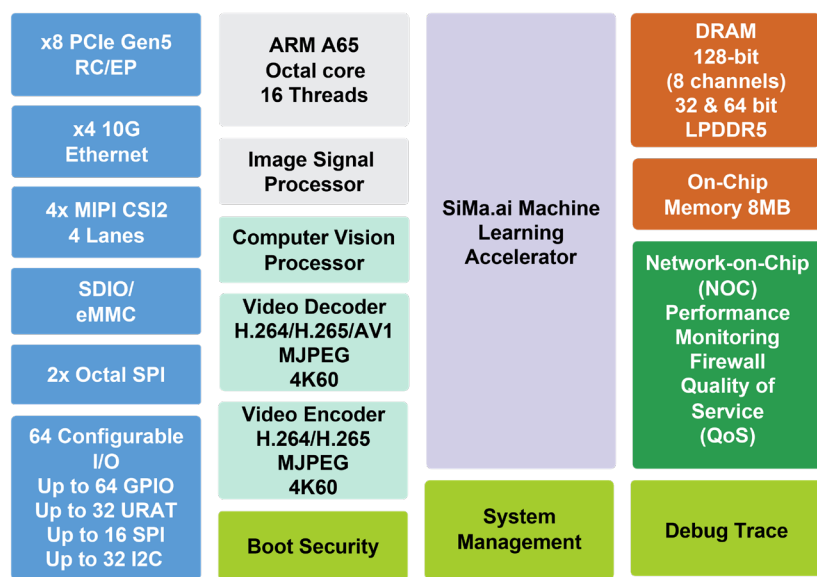 x8 PCIe Gen5
RC/EP
x4 10G
Ethernet
4x MIPI CSI2
4 Lanes
SDIO/
eMMC
2x Octal SPI
64 Configurable
I/O
Up to 64 GPIO
Up to 32 URAT
Up to 16 SPI
Up to 32 I2C
ARM A65
Octal core
16 Threads
Image Signal
Processor
Computer Vision
Processor
Video Decoder
H.264/H.265/AV1
MJPEG
4K60
Video Encoder
H.264/H.265
MJPEG
4K60
Boot Security
SiMa.ai Machine
Learning
Accelerator
System
Management
DRAM
128-bit
(8 channels)
32 & 64 bit
LPDDR5
On-Chip
Memory 8MB
Network-on-Chip
(NOC)
Performance
Monitoring
Firewall
Quality of
Service
(QoS)
Debug Trace